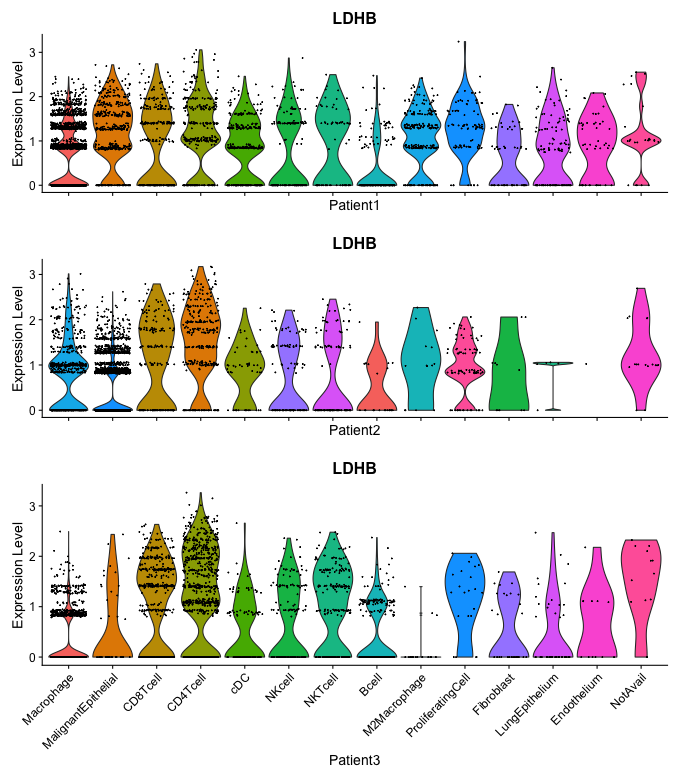 LDHB
Expression Level
3
2
1
0
Patient1
LDHB
Expression Level
3
2
1
0
Patient2
LDHB
Expression Level
3
2
1
0
Macrophage
MalignantEpithelial
CD8Tcell
CD4Tcell
cDC
NKcell
NKTcell
Bcell
M2Macrophage
ProliferatingCell
Fibroblast
LungEpithelium
Endothelium
NotAvail
Patient3